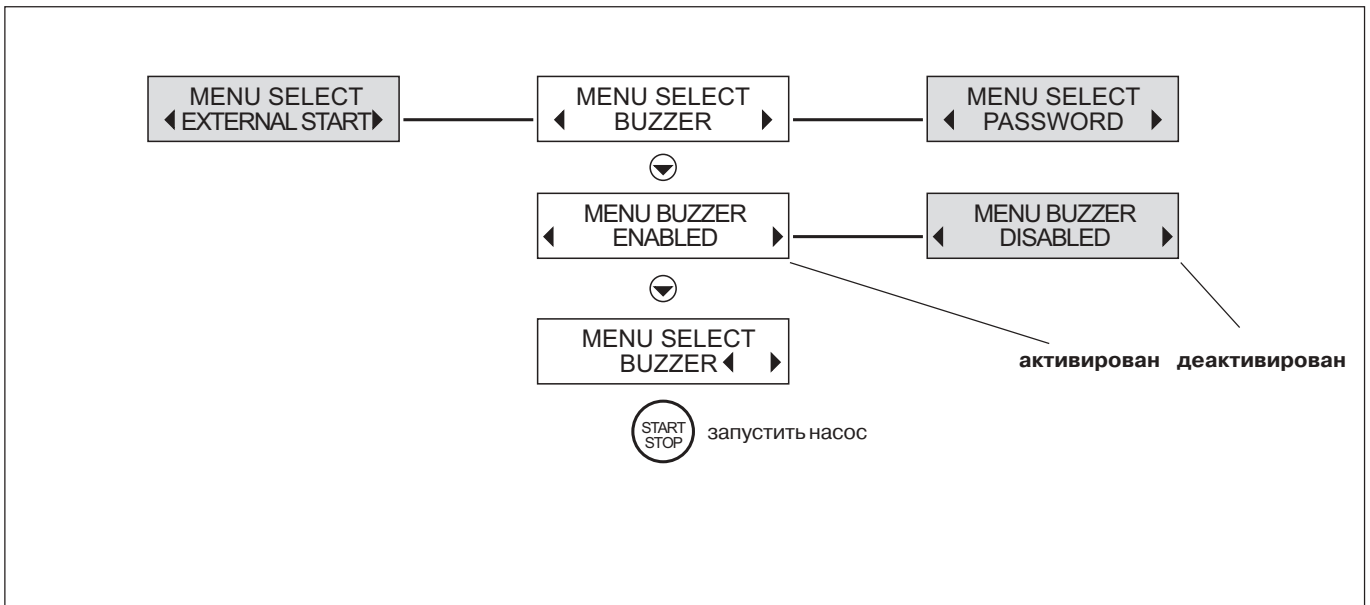 MENU SELECT
EXTERNAL START
MENU SELECT
BUZZER
MENU SELECT
PASSWORD
MENU BUZZER
ENABLED
MENU BUZZER
DISABLED
MENU SELECT
BUZZER
активирован
деактивирован
START
STOP
запустить насос